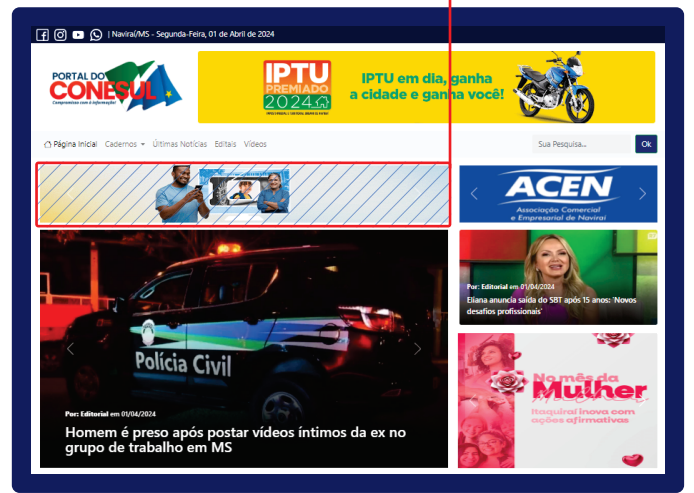 | Naviraí/MS - Segunda-Feira, 01 de Abril de 2024
PORTAL DO
CONESUL
Compromisso com à informação!
IPTU
PREMIADO
2024
IPTU em dia, ganha
a cidade e ganha você!
Página Inicial Cadernos Últimas Notícias Editais Vídeos
Sua Pesquisa... Ok
ACEN
Associação Comercial
e Empresarial de Naviraí
Por: Editorial em 01/04/2024
Eliana anuncia saída do SBT após 15 anos: 'Novos
desafios profissionais'
Polícia Civil
Por: Editorial em 01/04/2024
Homem é preso após postar vídeos íntimos da ex no
grupo de trabalho em MS
No mês da
Mulher
Itaquiraí inova com
ações afirmativas